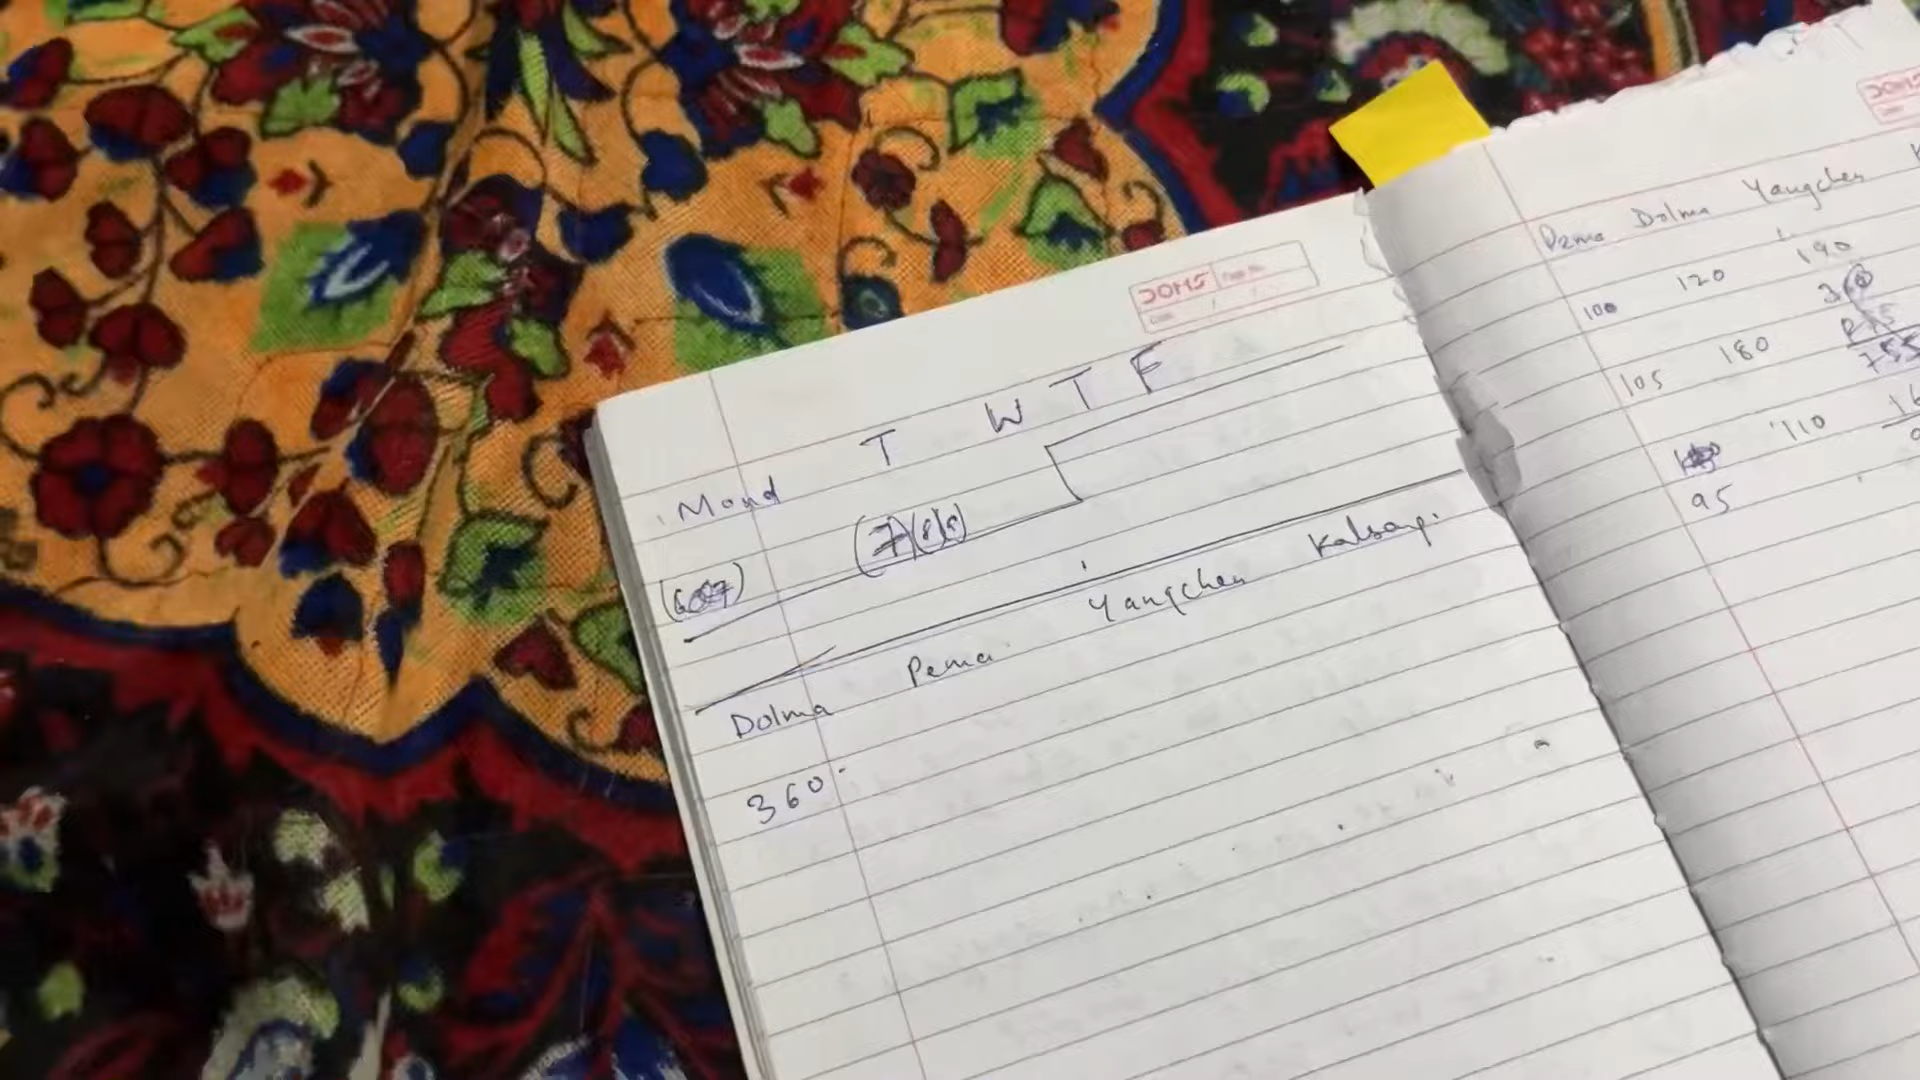 DOMS
Mond T W T F
Dolma Pema Yangchen Kalsang.
360
DOMS
Pema Dolma Yangchen
100 120 190
105 180
110
95